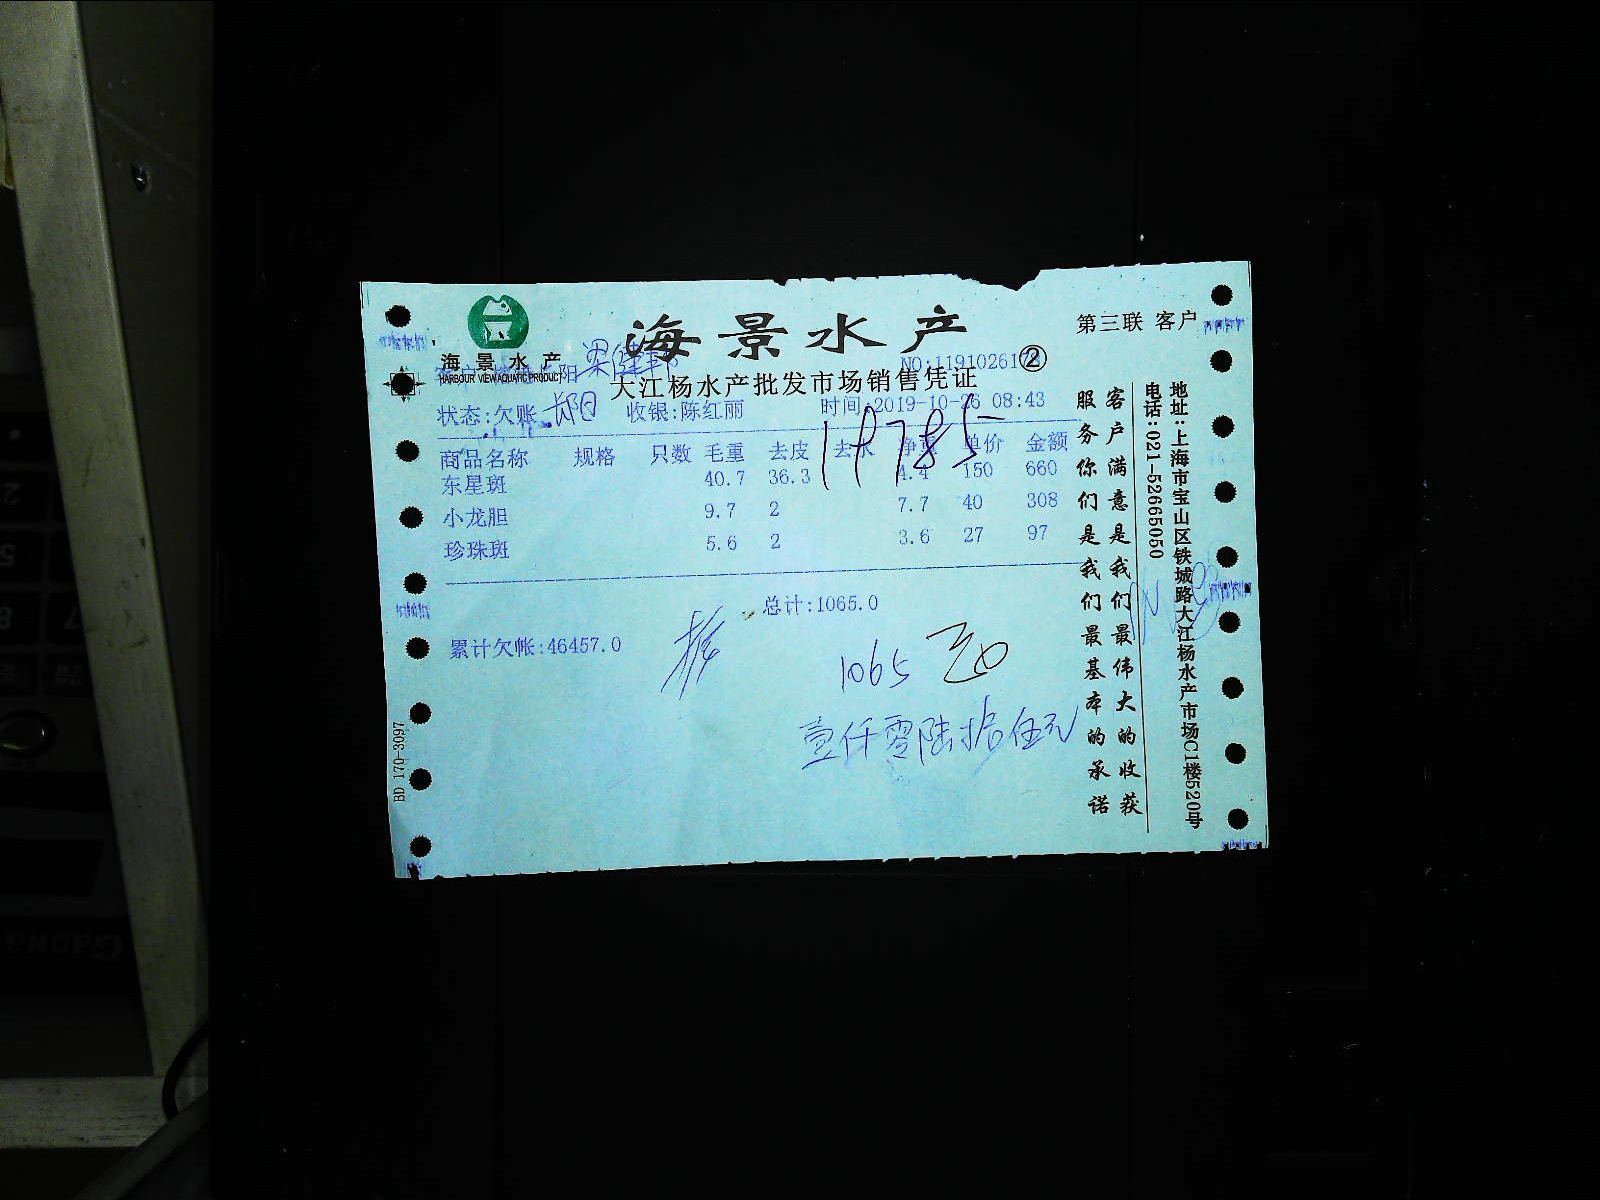 海景水产
第三联 客户
海景水产
HARBOUR VIEW AQUATIC PRODUCT
NO:119102617
②
大江杨水产批发市场销售凭证
状态:欠账 收银:陈红丽 时间:2019-10-26 08:43
商品名称 规格 只数 毛重 去皮 去水 净重 单价 金额
东星斑 40.7 36.3 4.4 150 660
小龙胆 9.7 2 7.7 40 308
珍珠斑 5.6 2 3.6 27 97
总计:1065.0
累计欠帐:46457.0
1065
壹仟零陆拾伍元
BD 170-3097
客户满意是我们最伟大的收获
服务你们是我们最基本的承诺
地址:上海市宝山区铁城路大江杨水产市场C1楼520号
电话:021-52665050